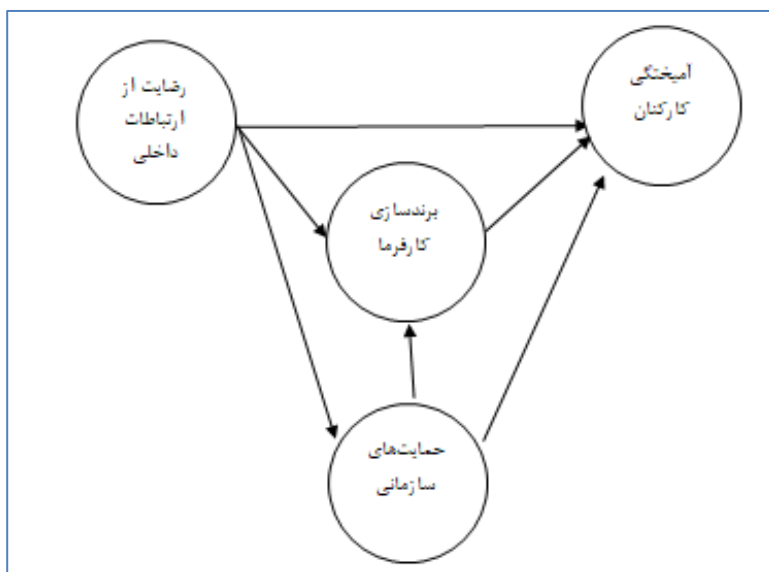 رضایت از
ارتباطات
داخلی
آمیختگی
کارکنان
برندسازی
کارفرما
حمایت‌های
سازمانی